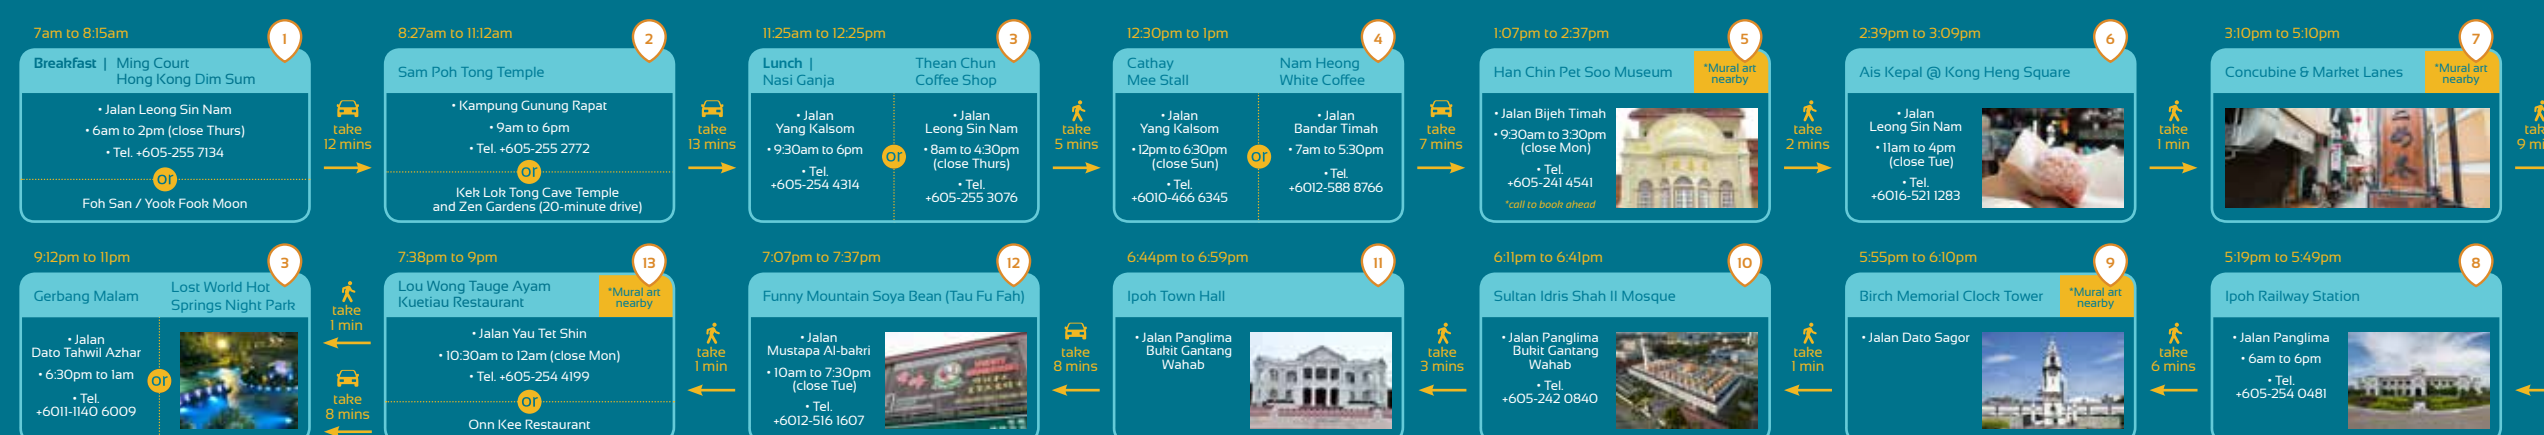 7am to 8:15am
1
Breakfast | Ming Court
Hong Kong Dim Sum
• Jalan Leong Sin Nam
• 6am to 2pm (close Thurs)
• Tel. +605-255 7134
or
Foh San / Yook Fook Moon
take
12 mins
8:27am to 11:12am
2
Sam Poh Tong Temple
• Kampung Gunung Rapat
• 9am to 6pm
• Tel. +605-255 2772
or
Kek Lok Tong Cave Temple
and Zen Gardens (20-minute drive)
take
13 mins
11:25am to 12:25pm
3
Lunch |
Nasi Ganja
• Jalan
Yang Kalsom
• 9:30am to 6pm
• Tel.
+605-254 4314
or
Thean Chun
Coffee Shop
• Jalan
Leong Sin Nam
• 8am to 4:30pm
(close Thurs)
• Tel.
+605-255 3076
take
5 mins
12:30pm to 1pm
4
Cathay
Mee Stall
• Jalan
Yang Kalsom
• 12pm to 6:30pm
(close Sun)
• Tel.
+6010-466 6345
or
Nam Heong
White Coffee
• Jalan
Bandar Timah
• 7am to 5:30pm
• Tel.
+6012-588 8766
take
7 mins
1:07pm to 2:37pm
5
Han Chin Pet Soo Museum
*Mural art
nearby
• Jalan Bijeh Timah
• 9:30am to 3:30pm
(close Mon)
• Tel.
+605-241 4541
*call to book ahead
take
2 mins
2:39pm to 3:09pm
6
Ais Kepal @ Kong Heng Square
• Jalan
Leong Sin Nam
• 11am to 4pm
(close Tue)
• Tel.
+6016-521 1283
take
1 min
3:10pm to 5:10pm
7
Concubine & Market Lanes
*Mural art
nearby
5:19pm to 5:49pm
8
Ipoh Railway Station
• Jalan Panglima
• 6am to 6pm
• Tel.
+605-254 0481
take
6 mins
5:55pm to 6:10pm
9
Birch Memorial Clock Tower
*Mural art
nearby
• Jalan Dato Sagor
take
1 min
6:11pm to 6:41pm
10
Sultan Idris Shah II Mosque
• Jalan Panglima
Bukit Gantang
Wahab
• Tel.
+605-242 0840
take
3 mins
6:44pm to 6:59pm
11
Ipoh Town Hall
• Jalan Panglima
Bukit Gantang
Wahab
take
8 mins
7:07pm to 7:37pm
12
Funny Mountain Soya Bean (Tau Fu Fah)
• Jalan
Mustapa Al-bakri
• 10am to 7:30pm
(close Tue)
• Tel.
+6012-516 1607
take
1 min
7:38pm to 9pm
13
Lou Wong Tauge Ayam
Kuetiau Restaurant
*Mural art
nearby
• Jalan Yau Tet Shin
• 10:30am to 12am (close Mon)
• Tel. +605-254 4199
or
Onn Kee Restaurant
take
1 min
take
8 mins
9:12pm to 11pm
3
Gerbang Malam
• Jalan
Dato Tahwil Azhar
• 6:30pm to 1am
• Tel.
+6011-1140 6009
or
Lost World Hot
Springs Night Park